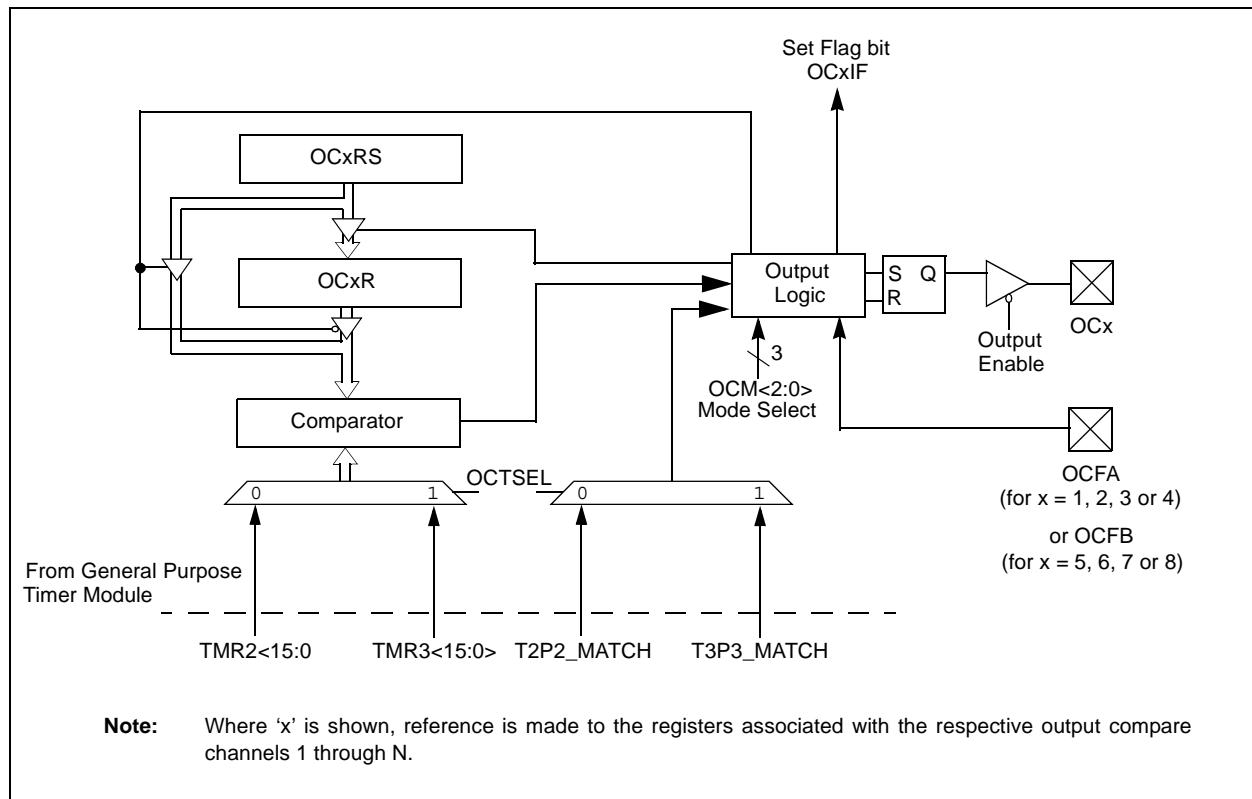 Set Flag bit
OCxIF
OCxRS
OCxR
Output
Logic
S Q
R
OCx
Output
Enable
3
OCM<2:0>
Mode Select
Comparator
OCTSEL
0 1
0 1
OCFA
(for x = 1, 2, 3 or 4)
or OCFB
(for x = 5, 6, 7 or 8)
From General Purpose
Timer Module
TMR2<15:0 TMR3<15:0> T2P2_MATCH T3P3_MATCH
Note: Where ‘x’ is shown, reference is made to the registers associated with the respective output compare
channels 1 through N.